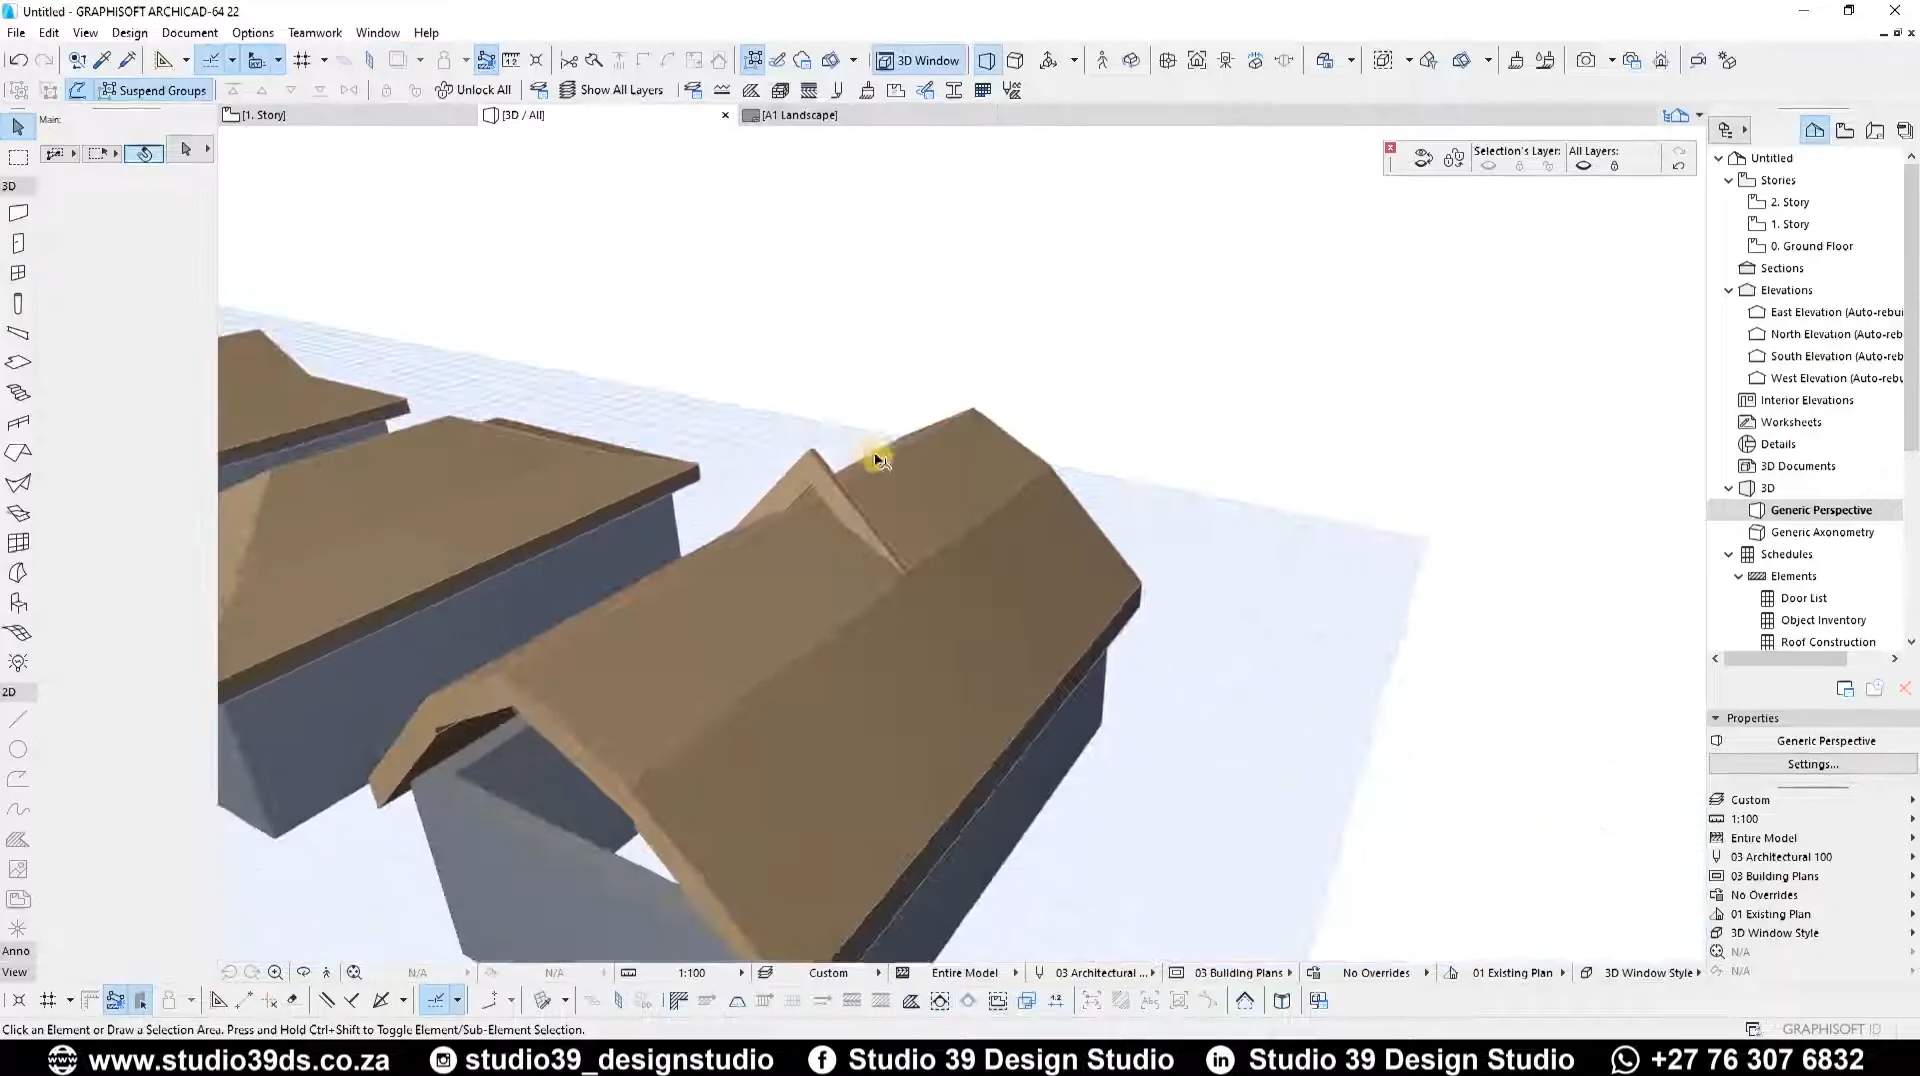 Untitled - GRAPHISOFT ARCHICAD-64 22
File Edit View Design Document Options Teamwork Window Help
3D Window
Suspend Groups Unlock All Show All Layers
Main:
[1. Story] [3D / All] [A1 Landscape]
Selection's Layer: All Layers:
3D
2D
Anno
View
Untitled
Stories
2. Story
1. Story
0. Ground Floor
Sections
Elevations
East Elevation (Auto-rebui
North Elevation (Auto-reb
South Elevation (Auto-reb
West Elevation (Auto-rebu
Interior Elevations
Worksheets
Details
3D Documents
3D
Generic Perspective
Generic Axonometry
Schedules
Elements
Door List
Object Inventory
Roof Construction
Properties
Generic Perspective
Settings...
Custom
1:100
Entire Model
03 Architectural 100
03 Building Plans
No Overrides
01 Existing Plan
3D Window Style
N/A
N/A
N/A N/A 1:100 Custom Entire Model 03 Architectural ... 03 Building Plans No Overrides 01 Existing Plan 3D Window Style
Click an Element or Draw a Selection Area. Press and Hold Ctrl+Shift to Toggle Element/Sub-Element Selection.
GRAPHISOFT ID
www.studio39ds.co.za studio39_designstudio Studio 39 Design Studio Studio 39 Design Studio +27 76 307 6832